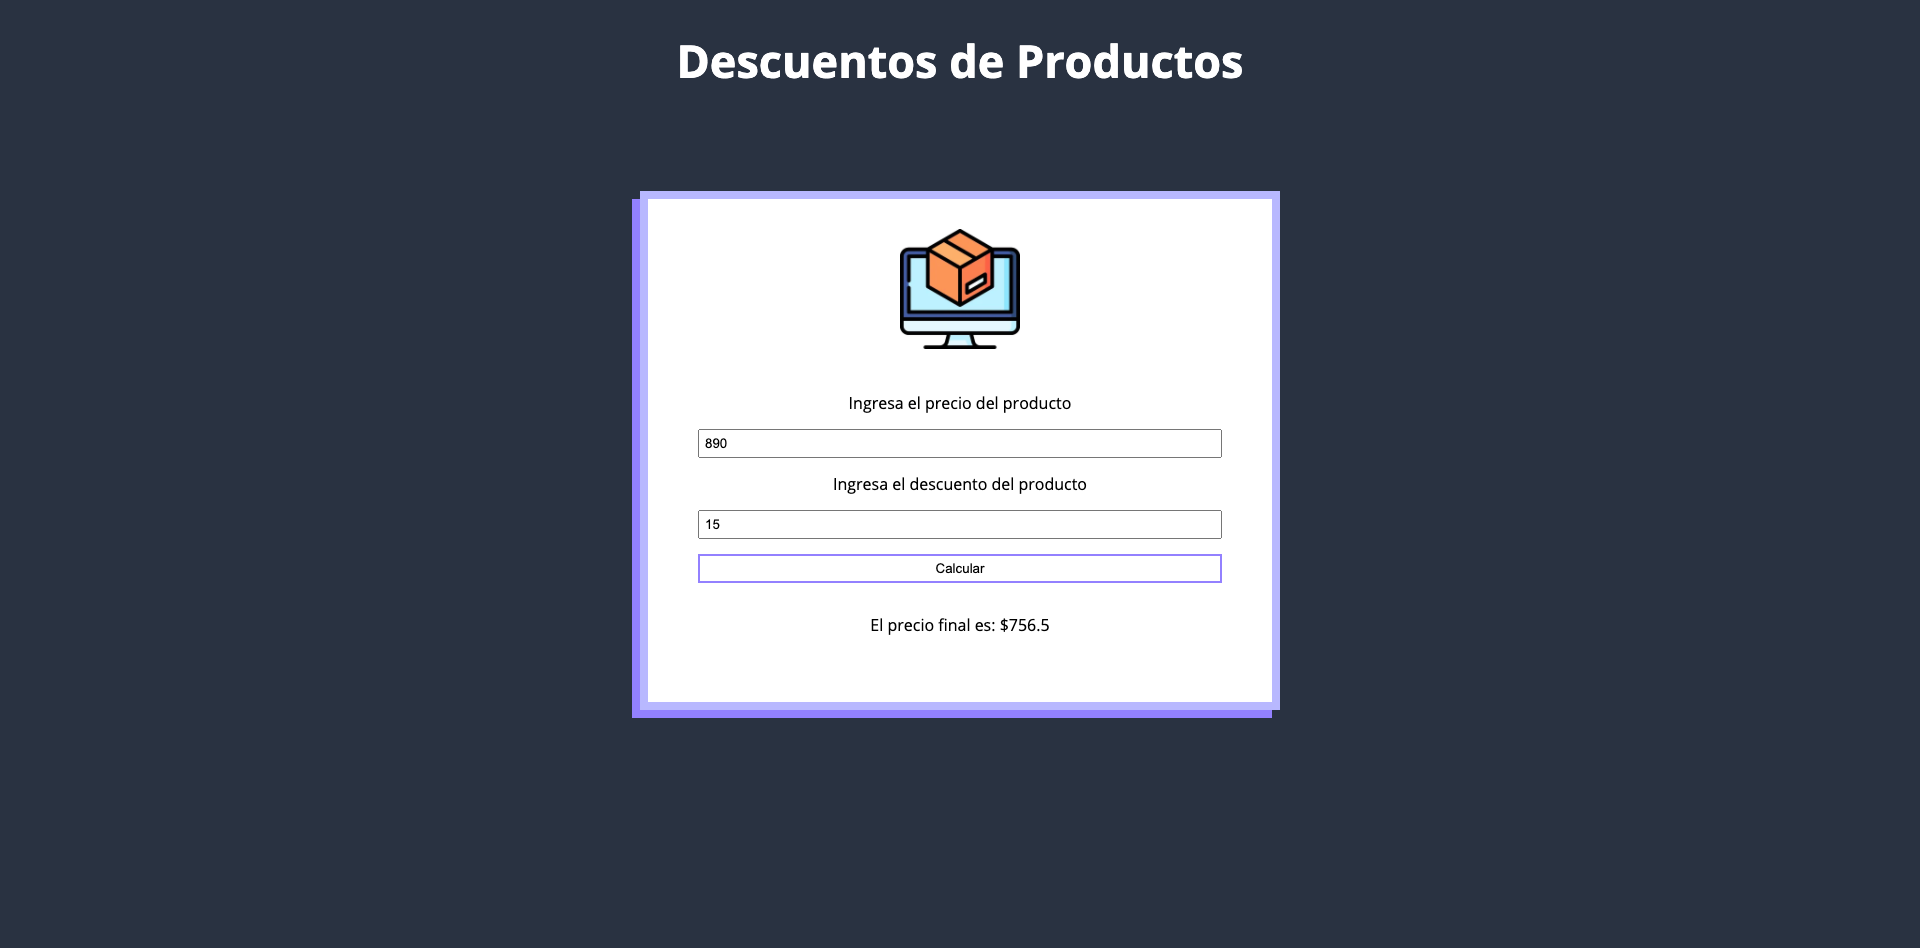 Descuentos de Productos
Ingresa el precio del producto
890
Ingresa el descuento del producto
15
Calcular
El precio final es: $756.5